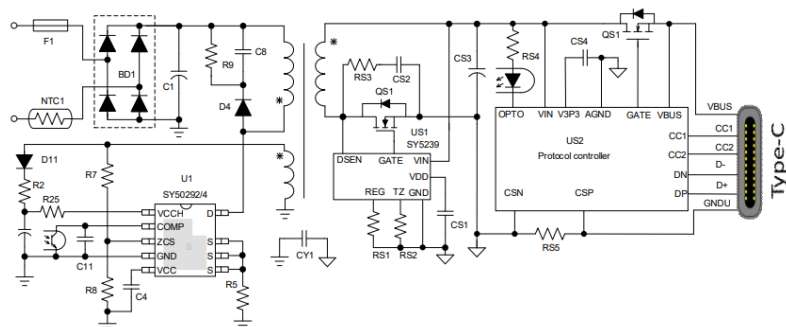 F1
NTC1
BD1
C1
R9
C8
D4
RS3
CS2
QS1
CS3
RS4
CS4
QS1
US1
SY5239
DSEN
GATE
VIN
VDD
REG
TZ
GND
RS1
RS2
CS1
OPTO
VIN
V3P3
AGND
GATE
VBUS
US2
Protocol controller
CC1
CC2
DN
DP
CSN
CSP
RS5
VBUS
CC1
CC2
D-
D+
GNDU
Type-C
D11
R2
R25
R7
U1
SY50292/4
VCCH
COMP
ZCS
GND
VCC
D
S
S
S
S
C11
R8
C4
R5
CY1